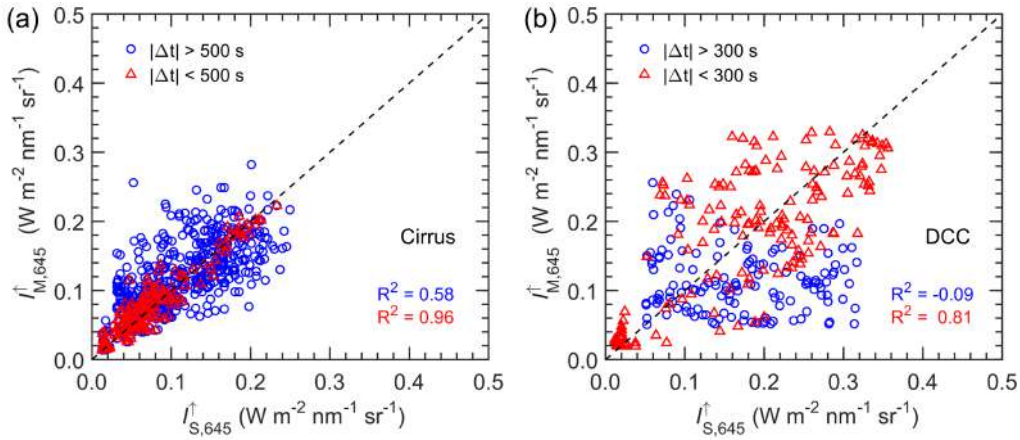 (a)
0.5
0.4
0.3
0.2
0.1
0.0
I↑M,645 (W m-2 nm-1 sr-1)
|Δt| > 500 s
|Δt| < 500 s
Cirrus
R2 = 0.58
R2 = 0.96
0.0 0.1 0.2 0.3 0.4 0.5
I↑S,645 (W m-2 nm-1 sr-1)
(b)
0.5
0.4
0.3
0.2
0.1
0.0
I↑M,645 (W m-2 nm-1 sr-1)
|Δt| > 300 s
|Δt| < 300 s
DCC
R2 = -0.09
R2 = 0.81
0.0 0.1 0.2 0.3 0.4 0.5
I↑S,645 (W m-2 nm-1 sr-1)